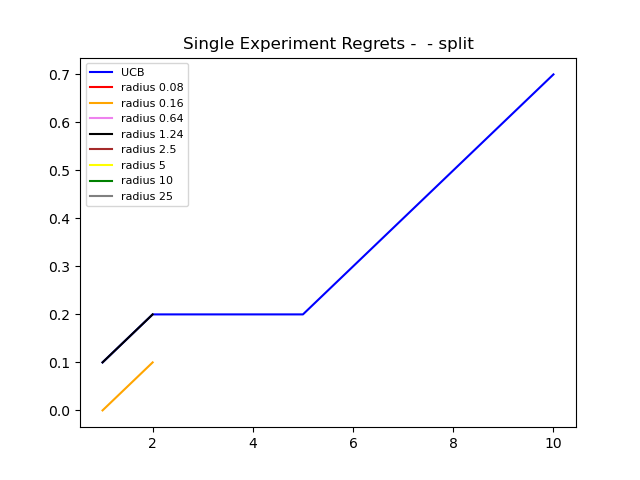 Single Experiment Regrets -  - split
UCB
radius 0.08
radius 0.16
radius 0.64
radius 1.24
radius 2.5
radius 5
radius 10
radius 25
0.7
0.6
0.5
0.4
0.3
0.2
0.1
0.0
2 4 6 8 10